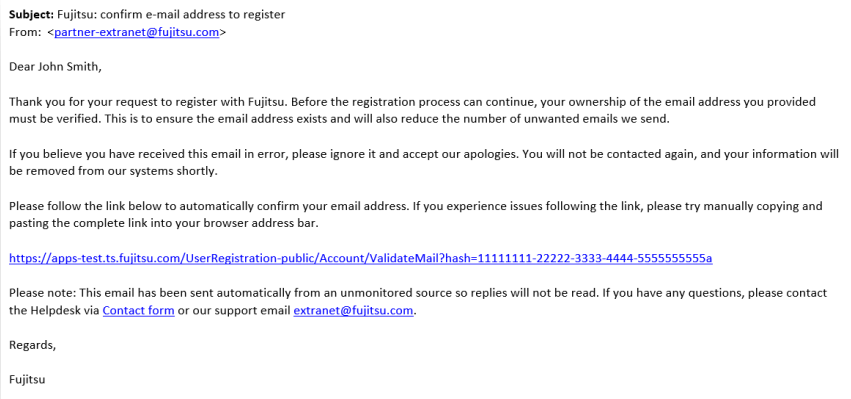 Subject: Fujitsu: confirm e-mail address to register
From:  <partner-extranet@fujitsu.com>
Dear John Smith,
Thank you for your request to register with Fujitsu. Before the registration process can continue, your ownership of the email address you provided
must be verified. This is to ensure the email address exists and will also reduce the number of unwanted emails we send.
If you believe you have received this email in error, please ignore it and accept our apologies. You will not be contacted again, and your information will
be removed from our systems shortly.
Please follow the link below to automatically confirm your email address. If you experience issues following the link, please try manually copying and
pasting the complete link into your browser address bar.
https://apps-test.ts.fujitsu.com/UserRegistration-public/Account/ValidateMail?hash=11111111-22222-3333-4444-5555555555a
Please note: This email has been sent automatically from an unmonitored source so replies will not be read. If you have any questions, please contact
the Helpdesk via Contact form or our support email extranet@fujitsu.com.
Regards,
Fujitsu